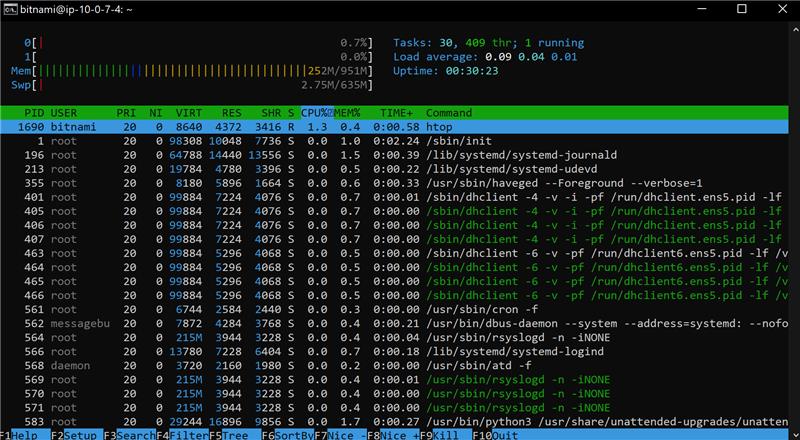 bitnami@ip-10-0-7-4: ~
0[| 0.7%] Tasks: 30, 409 thr; 1 running
1[ 0.0%] Load average: 0.09 0.04 0.01
Mem[||||||||||||||||||||||||||||||||||||||252M/951M] Uptime: 00:30:23
Swp[| 2.75M/635M]
PID USER PRI NI VIRT RES SHR S CPU% MEM% TIME+ Command
1690 bitnami 20 0 8640 4372 3416 R 1.3 0.4 0:00.58 htop
1 root 20 0 98308 10048 7736 S 0.0 1.0 0:02.24 /sbin/init
196 root 20 0 64788 14440 13556 S 0.0 1.5 0:00.39 /lib/systemd/systemd-journald
213 root 20 0 19784 4780 3396 S 0.0 0.5 0:00.22 /lib/systemd/systemd-udevd
355 root 20 0 8180 5896 1664 S 0.0 0.6 0:00.33 /usr/sbin/haveged --Foreground --verbose=1
401 root 20 0 99884 7224 4076 S 0.0 0.7 0:00.01 /sbin/dhclient -4 -v -i -pf /run/dhclient.ens5.pid -lf
405 root 20 0 99884 7224 4076 S 0.0 0.7 0:00.00 /sbin/dhclient -4 -v -i -pf /run/dhclient.ens5.pid -lf
406 root 20 0 99884 7224 4076 S 0.0 0.7 0:00.00 /sbin/dhclient -4 -v -i -pf /run/dhclient.ens5.pid -lf
407 root 20 0 99884 7224 4076 S 0.0 0.7 0:00.00 /sbin/dhclient -4 -v -i -pf /run/dhclient.ens5.pid -lf
463 root 20 0 99884 5296 4068 S 0.0 0.5 0:00.00 /sbin/dhclient -6 -v -pf /run/dhclient6.ens5.pid -lf /v
464 root 20 0 99884 5296 4068 S 0.0 0.5 0:00.00 /sbin/dhclient -6 -v -pf /run/dhclient6.ens5.pid -lf /v
465 root 20 0 99884 5296 4068 S 0.0 0.5 0:00.00 /sbin/dhclient -6 -v -pf /run/dhclient6.ens5.pid -lf /v
466 root 20 0 99884 5296 4068 S 0.0 0.5 0:00.00 /sbin/dhclient -6 -v -pf /run/dhclient6.ens5.pid -lf /v
561 root 20 0 6744 2584 2440 S 0.0 0.3 0:00.00 /usr/sbin/cron -f
562 messagebu 20 0 7872 4284 3768 S 0.0 0.4 0:00.21 /usr/bin/dbus-daemon --system --address=systemd: --nofo
564 root 20 0 215M 3944 3228 S 0.0 0.4 0:00.04 /usr/sbin/rsyslogd -n -iNONE
566 root 20 0 13780 7228 6404 S 0.0 0.7 0:00.18 /lib/systemd/systemd-logind
568 daemon 20 0 3720 2160 1980 S 0.0 0.2 0:00.00 /usr/sbin/atd -f
569 root 20 0 215M 3944 3228 S 0.0 0.4 0:00.01 /usr/sbin/rsyslogd -n -iNONE
570 root 20 0 215M 3944 3228 S 0.0 0.4 0:00.00 /usr/sbin/rsyslogd -n -iNONE
571 root 20 0 215M 3944 3228 S 0.0 0.4 0:00.00 /usr/sbin/rsyslogd -n -iNONE
583 root 20 0 29244 16896 9856 S 0.0 1.7 0:00.27 /usr/bin/python3 /usr/share/unattended-upgrades/unatten
F1Help F2Setup F3Search F4Filter F5Tree F6SortBy F7Nice - F8Nice + F9Kill F10Quit